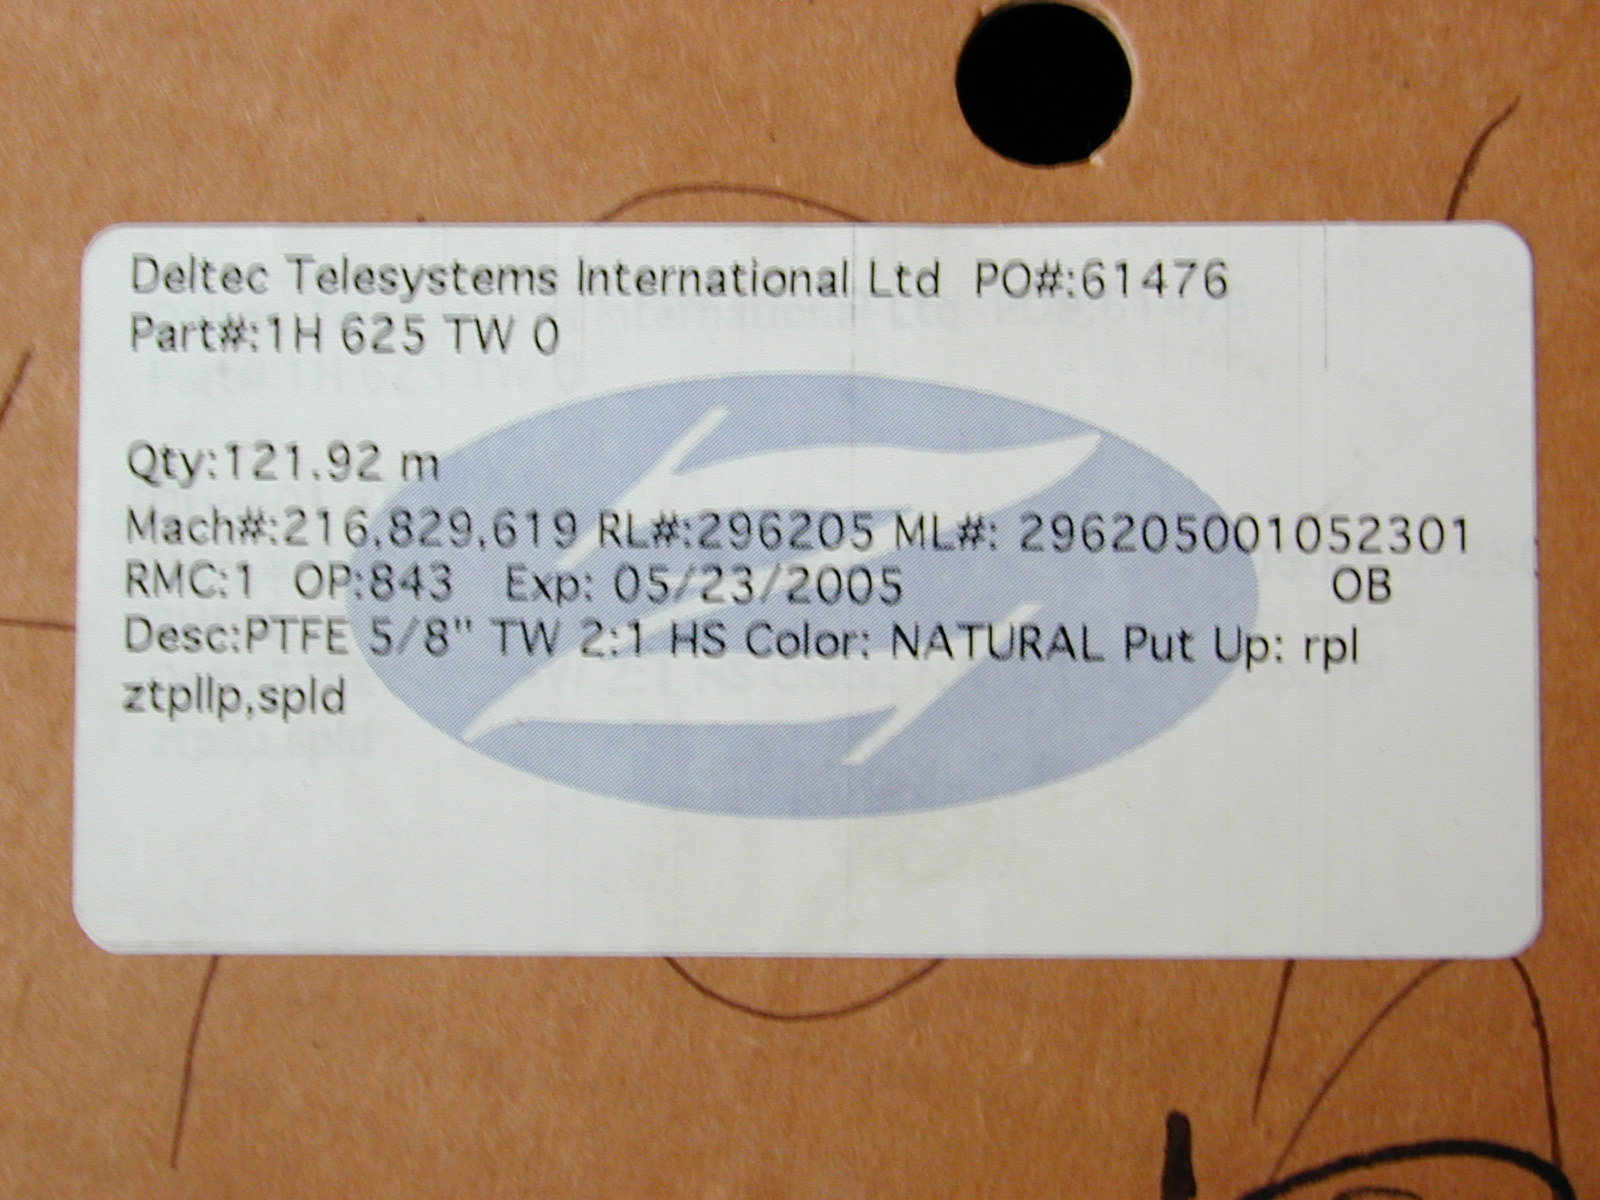 Deltec Telesystems International Ltd PO#:61476
Part#:1H 625 TW 0
Qty:121.92 m
Mach#:216,829,619 RL#:296205 ML#: 296205001052301
RMC:1 OP:843 Exp: 05/23/2005 OB
Desc:PTFE 5/8" TW 2:1 HS Color: NATURAL Put Up: rpl
ztpllp,spld